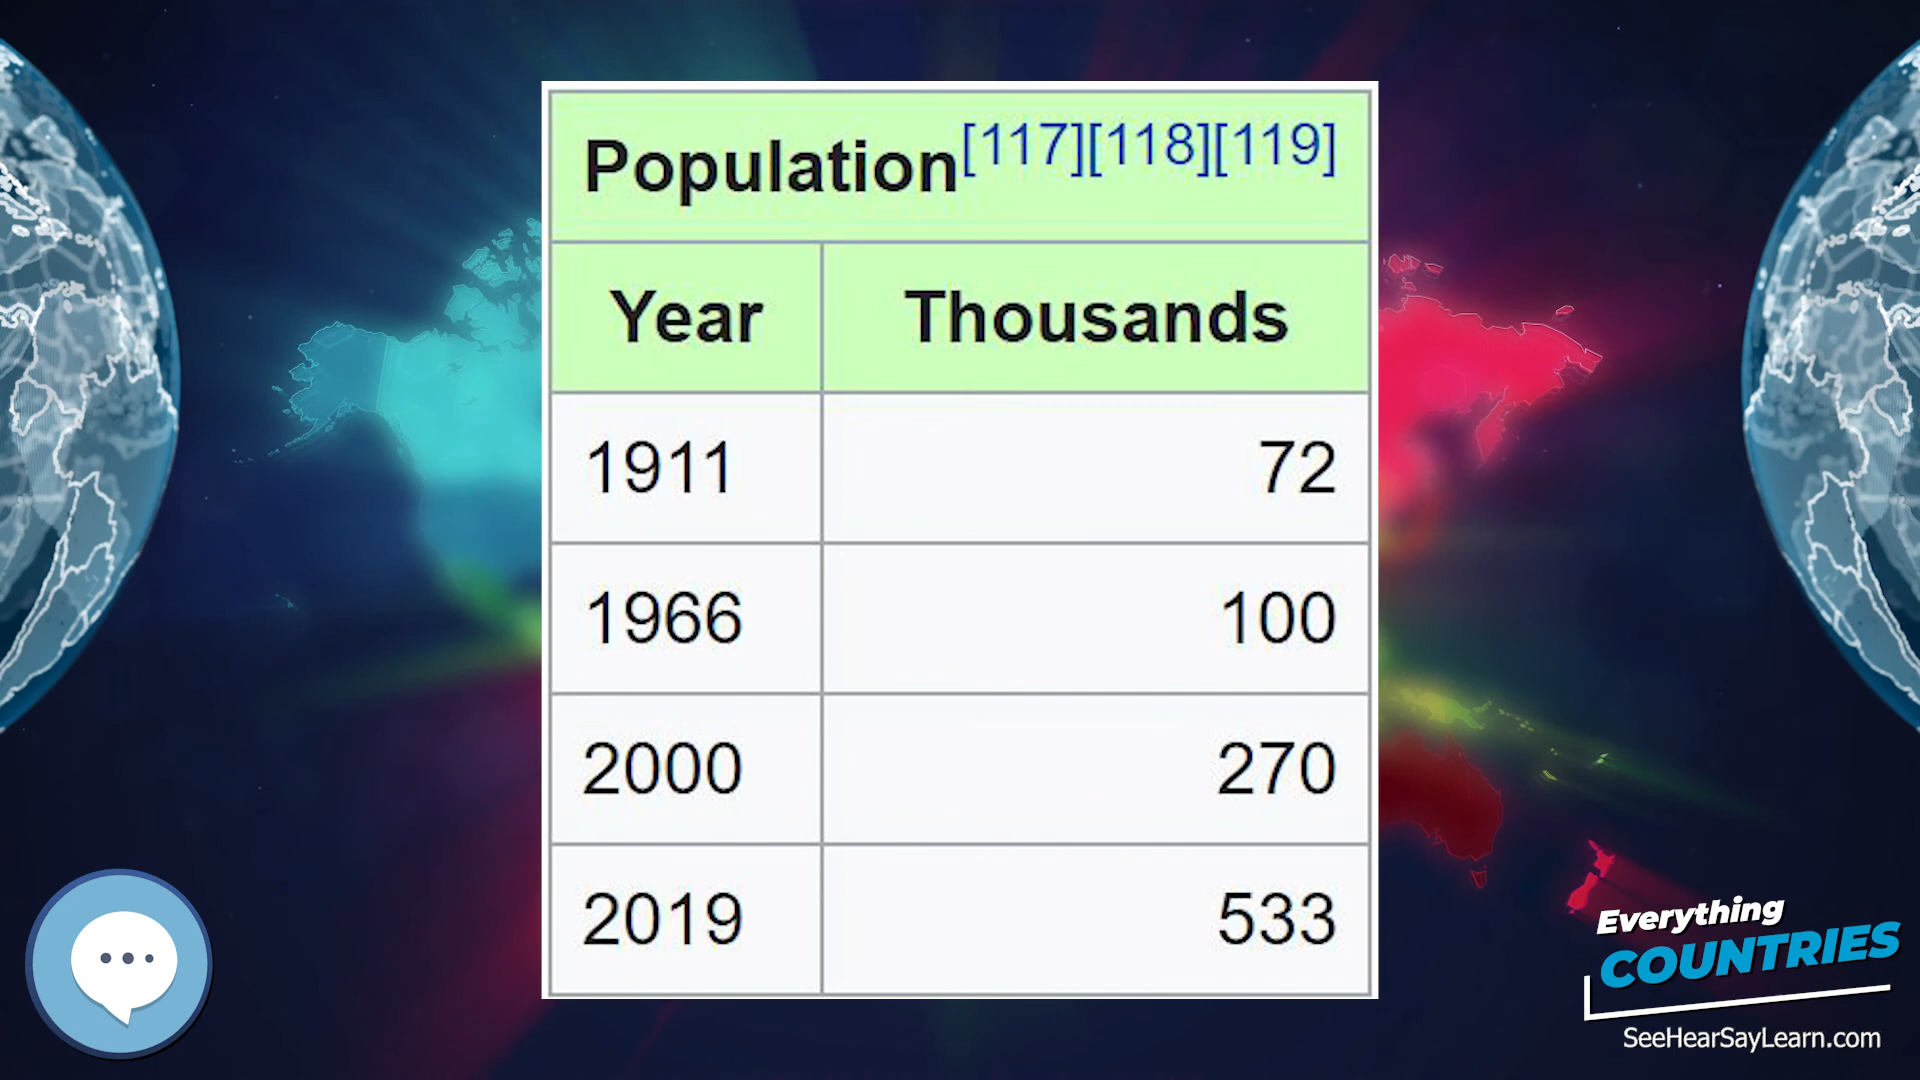 Population[117][118][119]
Year Thousands
1911 72
1966 100
2000 270
2019 533
Everything
COUNTRIES
SeeHearSayLearn.com